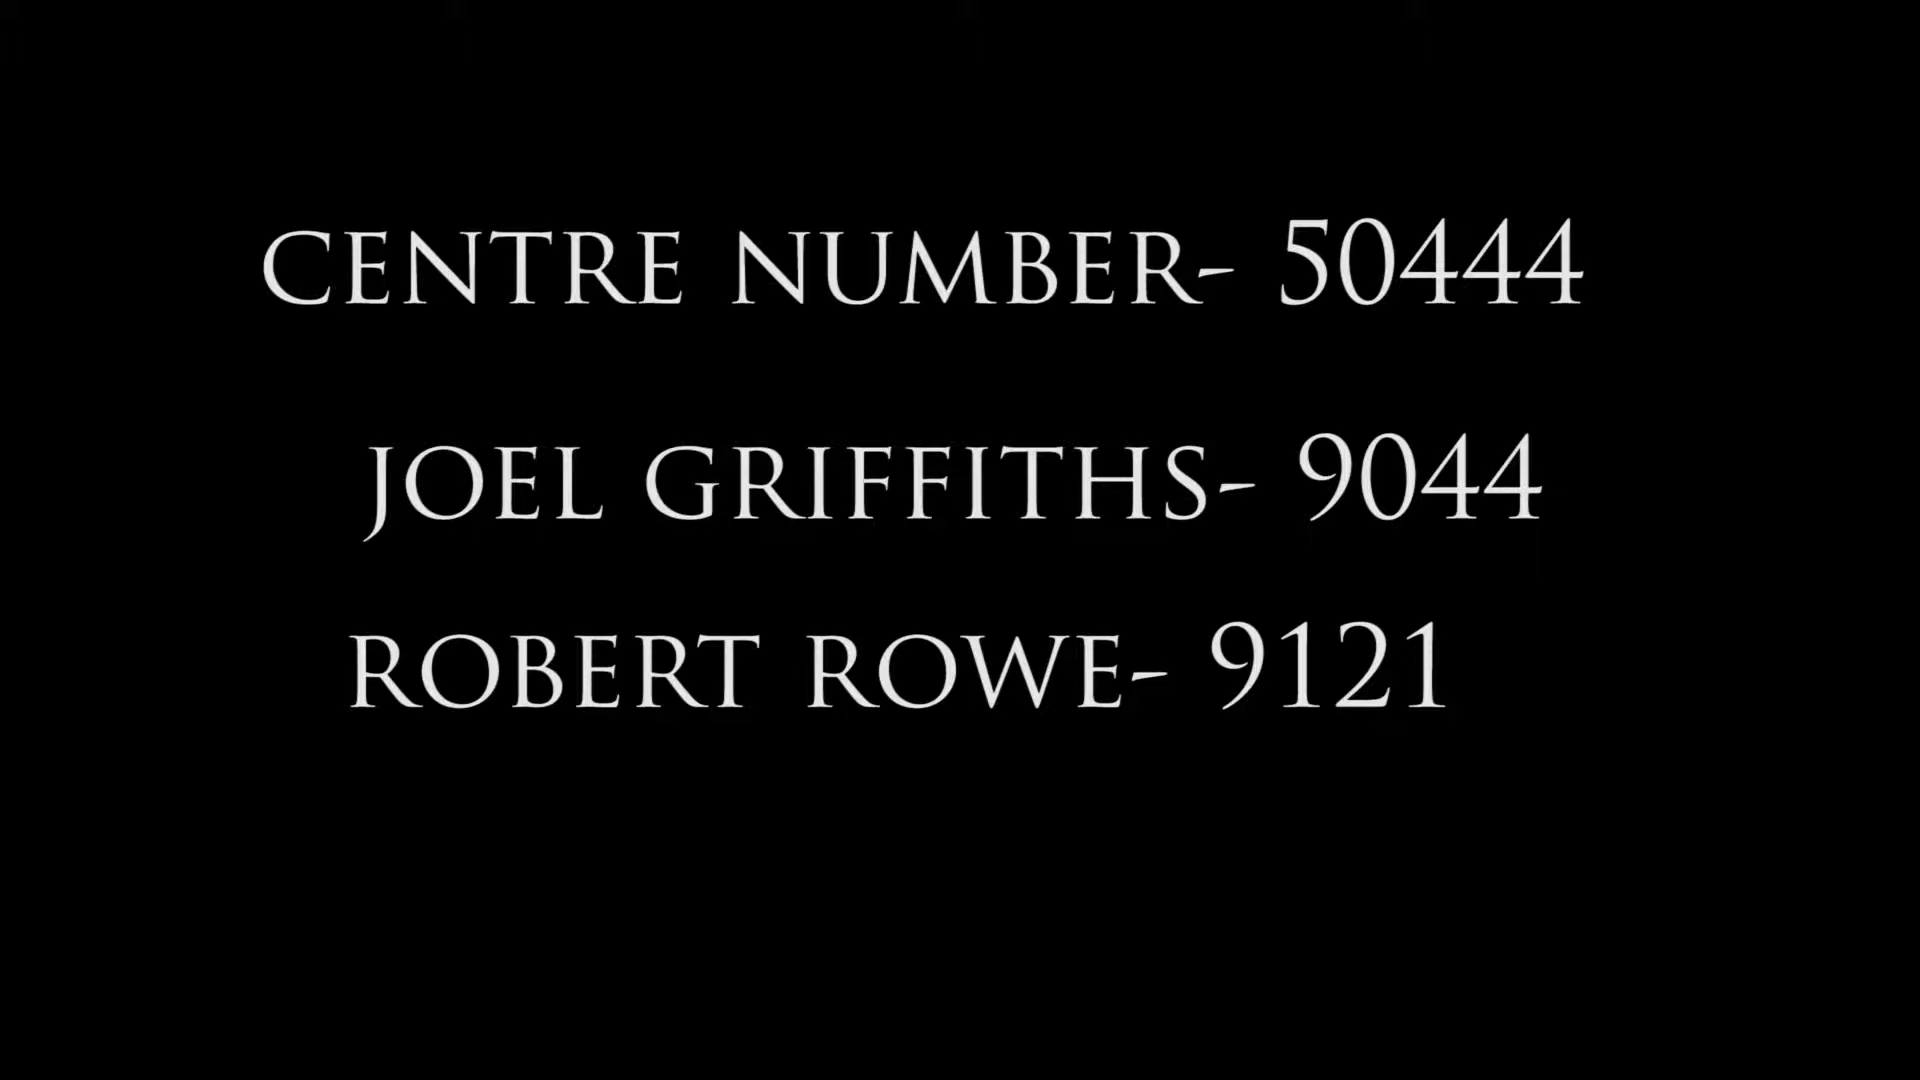 CENTRE NUMBER- 50444
JOEL GRIFFITHS- 9044
ROBERT ROWE- 9121